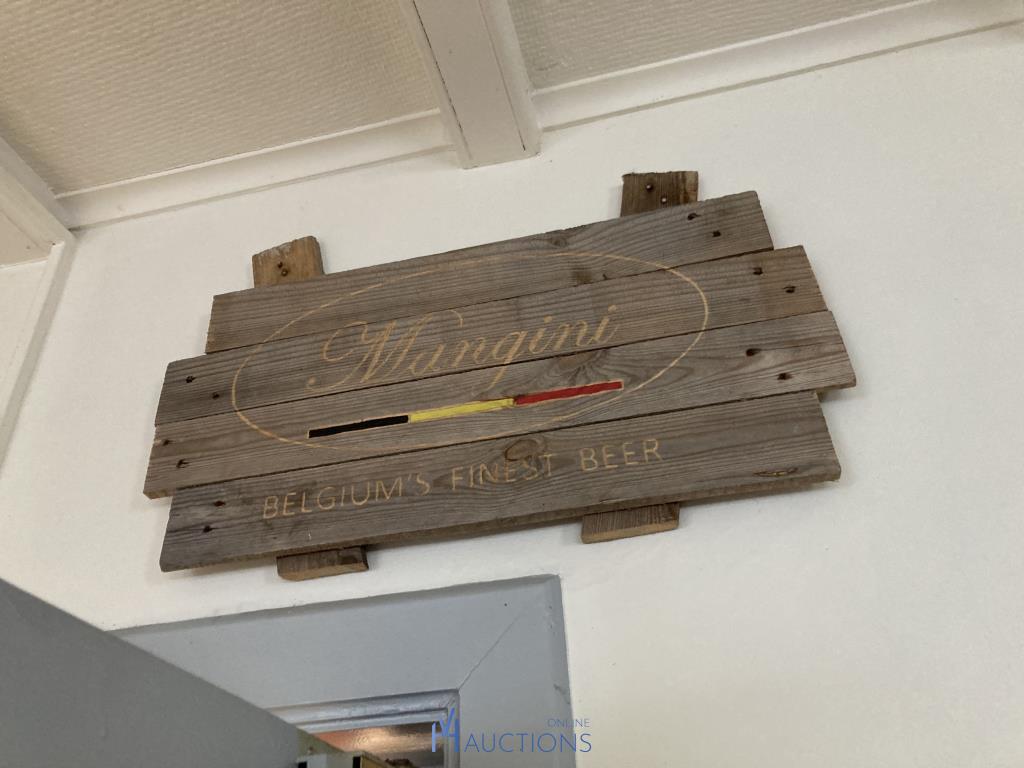 Mangini
BELGIUM'S FINEST BEER
ONLINE
AUCTIONS